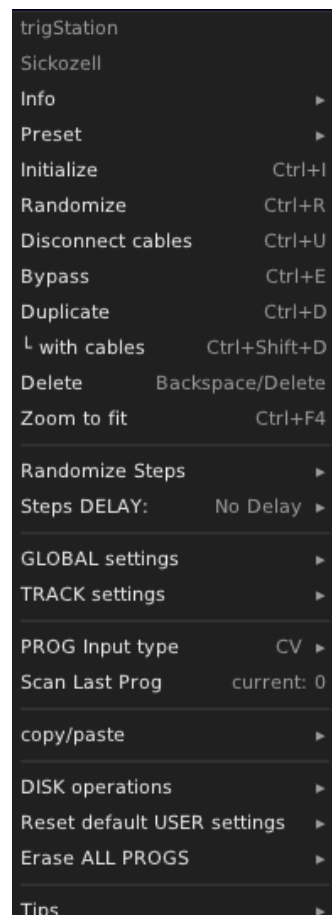 trigStation
Sickozell
Info ▸
Preset ▸
Initialize Ctrl+I
Randomize Ctrl+R
Disconnect cables Ctrl+U
Bypass Ctrl+E
Duplicate Ctrl+D
└ with cables Ctrl+Shift+D
Delete Backspace/Delete
Zoom to fit Ctrl+F4
Randomize Steps ▸
Steps DELAY: No Delay ▸
GLOBAL settings ▸
TRACK settings ▸
PROG Input type CV ▸
Scan Last Prog current: 0
copy/paste ▸
DISK operations ▸
Reset default USER settings ▸
Erase ALL PROGS ▸
Tips ▸